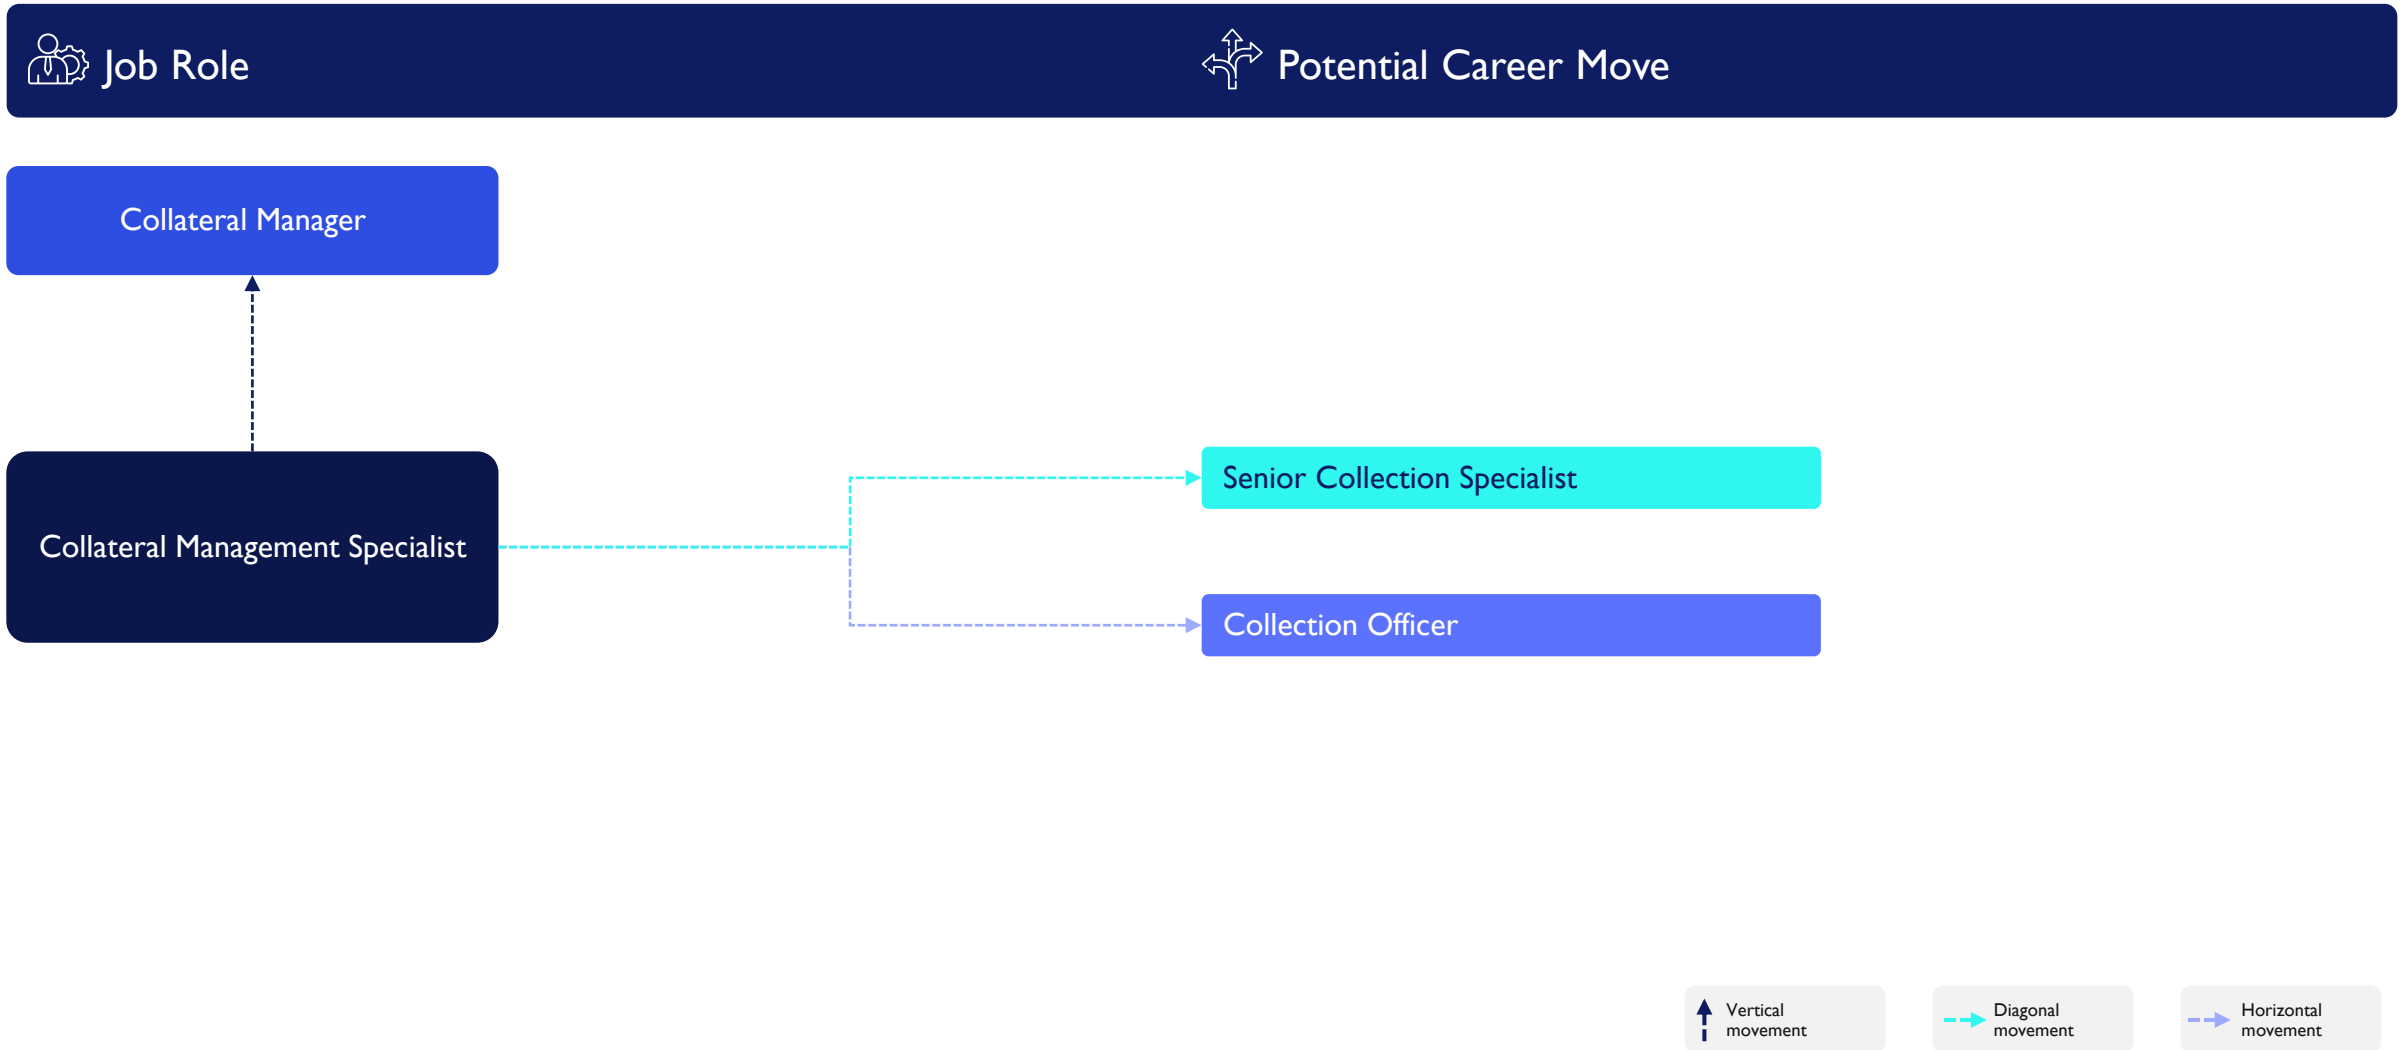 Job Role
Potential Career Move
Collateral Manager
Collateral Management Specialist
Senior Collection Specialist
Collection Officer
Vertical
movement
Diagonal
movement
Horizontal
movement